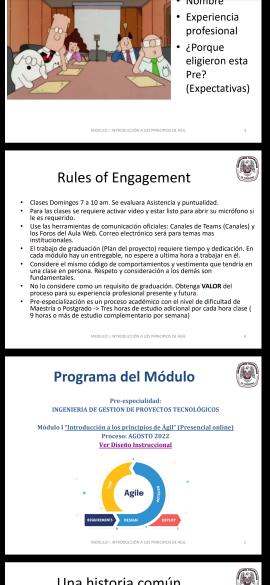 • Nombre
• Experiencia
profesional
• ¿Porque
eligieron esta
Pre?
(Expectativas)
MODULO I. INTRODUCCIÓN A LOS PRINCIPIOS DE ÁGIL
3
Rules of Engagement
• Clases Domingos 7 a 10 am. Se evaluara Asistencia y puntualidad.
• Para las clases se requiere activar video y estar listo para abrir su micrófono si
le es requerido.
• Use las herramientas de comunicación oficiales: Canales de Teams (Canales) y
los Foros del Aula Web. Correo electrónico será para temas mas
institucionales.
• El trabajo de graduación (Plan del proyecto) requiere tiempo y dedicación. En
cada módulo hay un entregable, no espere a ultima hora a trabajar en él.
• Considere el mismo código de comportamientos y vestimenta que tendría en
una clase en persona. Respeto y consideración a los demás son
fundamentales.
• No lo considere como un requisito de graduación. Obtenga VALOR del
proceso para su experiencia profesional presente y futura.
• Pre-especialización es un proceso académico con el nivel de dificultad de
Maestría o Postgrado -> Tres horas de estudio adicional por cada hora clase (
9 horas o más de estudio complementario por semana)
MODULO I. INTRODUCCIÓN A LOS PRINCIPIOS DE ÁGIL
4
Programa del Módulo
Pre-especialidad:
INGENIERIA DE GESTION DE PROYECTOS TECNOLÓGICOS
Módulo I "Introducción a los principios de Ágil" (Presencial online)
Proceso: AGOSTO 2022
Ver Diseño Instruccional
Agile
REQUIREMENTS
DESIGN
DEPLOY
MODULO I. INTRODUCCIÓN A LOS PRINCIPIOS DE ÁGIL
5
Una historia común